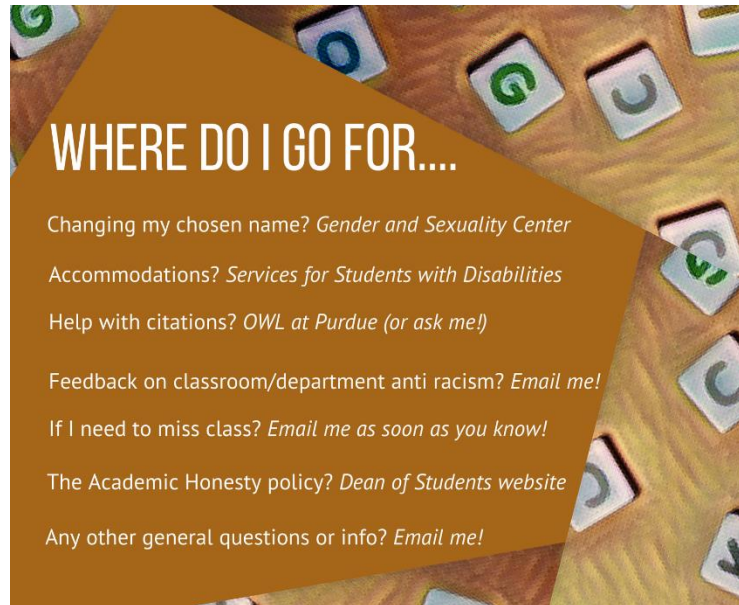 WHERE DO I GO FOR....
Changing my chosen name? Gender and Sexuality Center
Accommodations? Services for Students with Disabilities
Help with citations? OWL at Purdue (or ask me!)
Feedback on classroom/department anti racism? Email me!
If I need to miss class? Email me as soon as you know!
The Academic Honesty policy? Dean of Students website
Any other general questions or info? Email me!